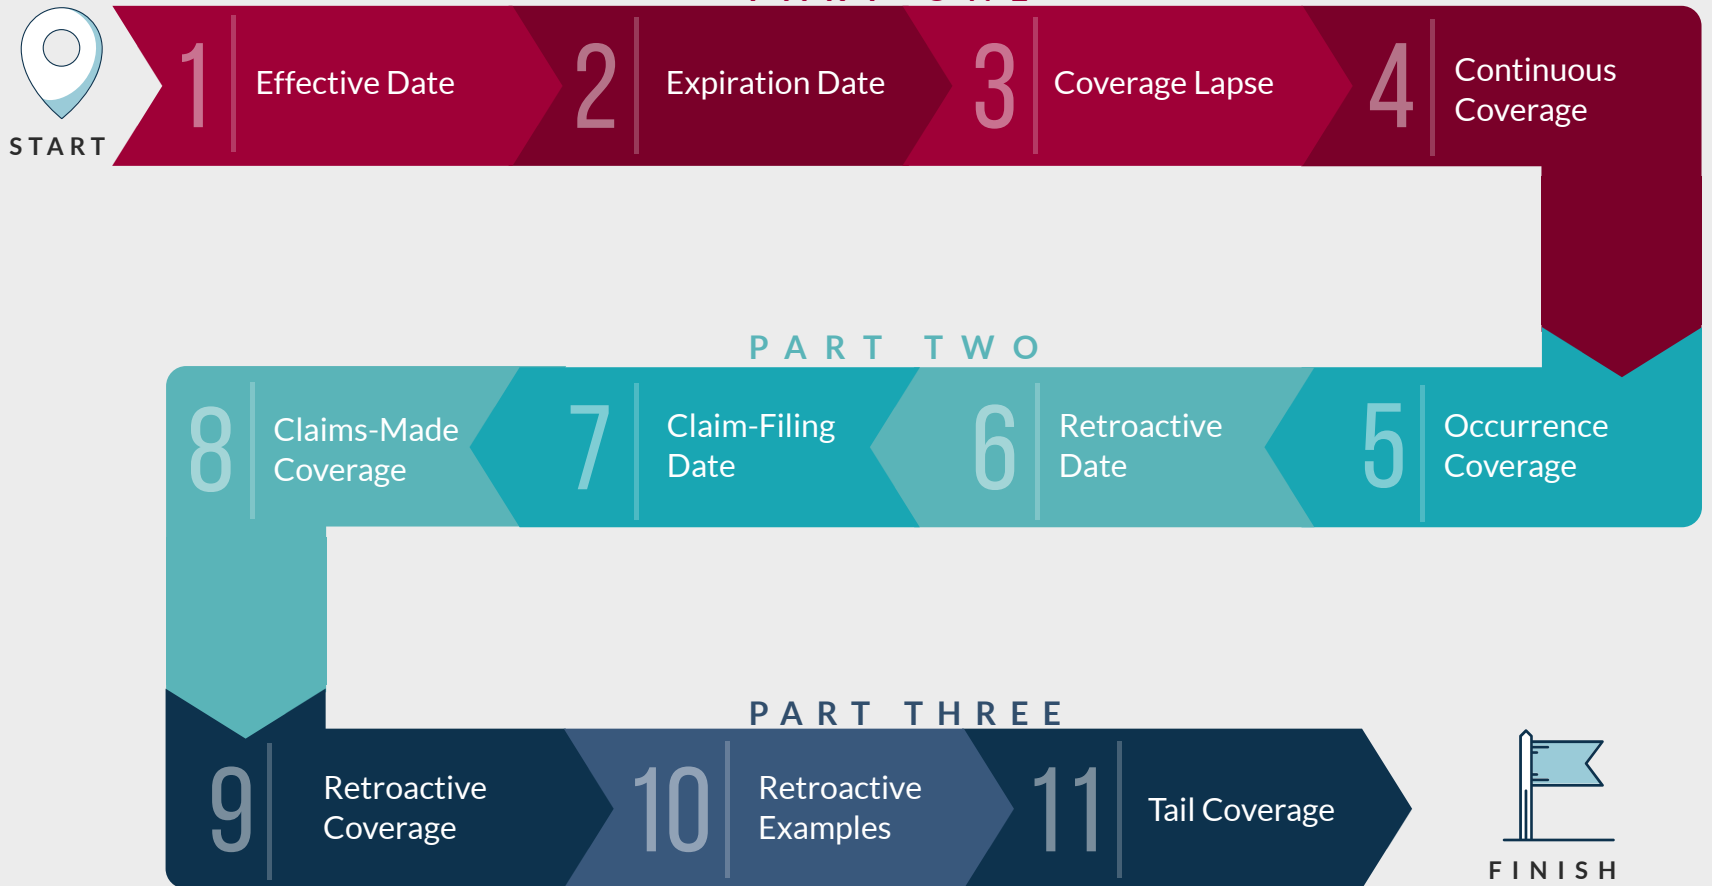 START
1
Effective Date
2
Expiration Date
3
Coverage Lapse
4
Continuous
Coverage
PART TWO
8
Claims-Made
Coverage
7
Claim-Filing
Date
6
Retroactive
Date
5
Occurrence
Coverage
PART THREE
9
Retroactive
Coverage
10
Retroactive
Examples
11
Tail Coverage
FINISH